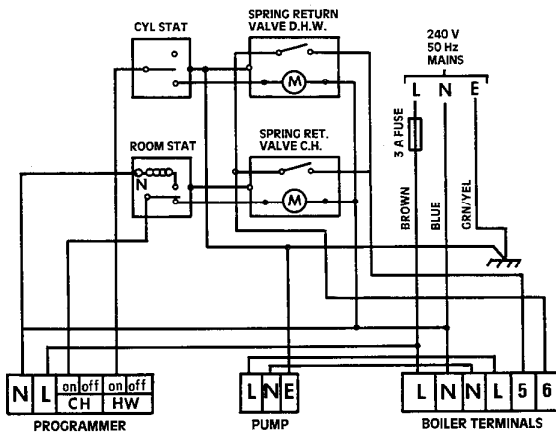 CYL STAT
SPRING RETURN
VALVE D.H.W.
M
240 V
50 Hz
MAINS
L N E
3 A FUSE
ROOM STAT
N
SPRING RET.
VALVE C.H.
M
BROWN
BLUE
GRN/YEL
N L on off on off
CH HW
PROGRAMMER
L N E
PUMP
L N N L 5 6
BOILER TERMINALS